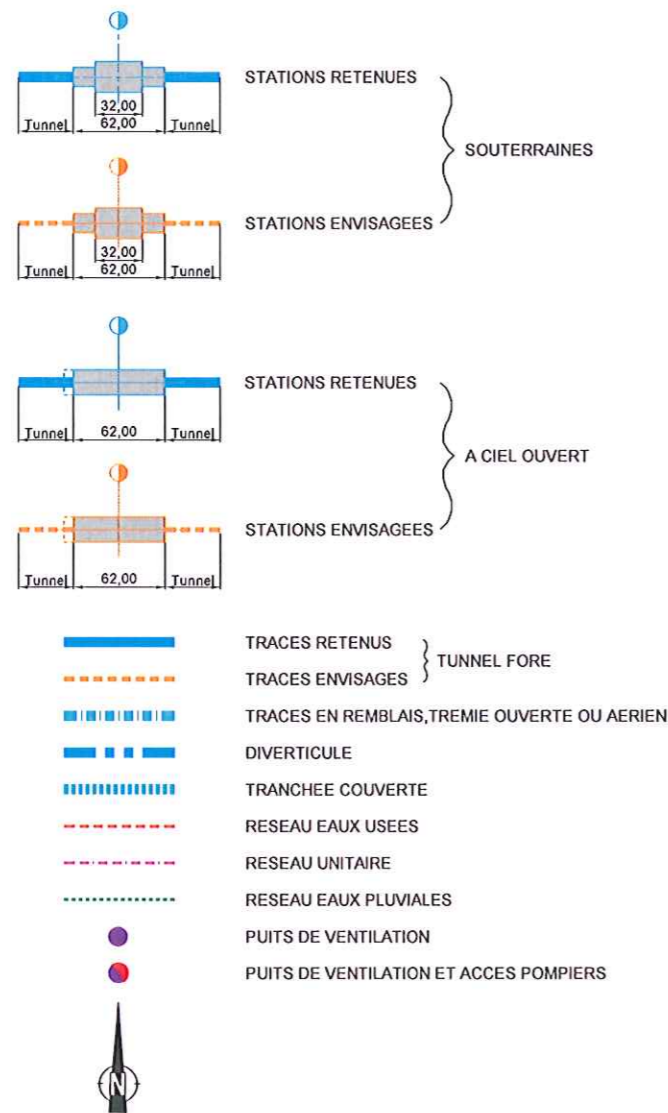 STATIONS RETENUES
32,00
Tunnel 62,00 Tunnel
SOUTERRAINES
STATIONS ENVISAGEES
32,00
Tunnel 62,00 Tunnel
STATIONS RETENUES
Tunnel 62,00 Tunnel
A CIEL OUVERT
STATIONS ENVISAGEES
Tunnel 62,00 Tunnel
TRACES RETENUS
TUNNEL FORE
TRACES ENVISAGES
TRACES EN REMBLAIS,TREMIE OUVERTE OU AERIEN
DIVERTICULE
TRANCHEE COUVERTE
RESEAU EAUX USEES
RESEAU UNITAIRE
RESEAU EAUX PLUVIALES
PUITS DE VENTILATION
PUITS DE VENTILATION ET ACCES POMPIERS
N